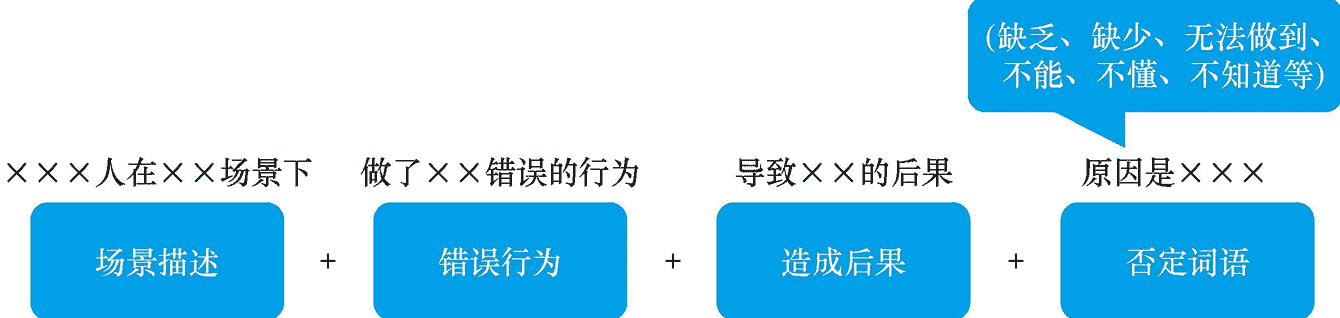 (缺乏、缺少、无法做到、
不能、不懂、不知道等)
×××人在××场景下 做了××错误的行为 导致××的后果 原因是×××
场景描述 + 错误行为 + 造成后果 + 否定词语